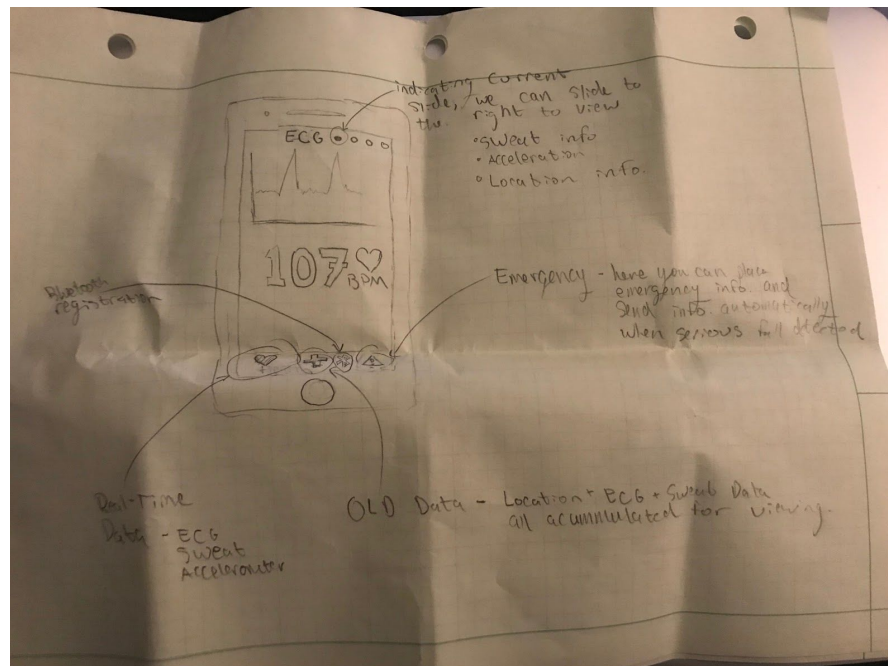 indicating current
slide, we can slide to
the right to view
• sweat info
• Acceleration
• Location info.
ECG
107
BPM
Bluetooth
registration
Emergency - here you can place
emergency info. and
Send info. automatically
when serious fall detected
Real-Time
Data - ECG
sweat
Accelerometer
OLD Data - Location + ECG + Sweat Data
all acummulated for viewing.